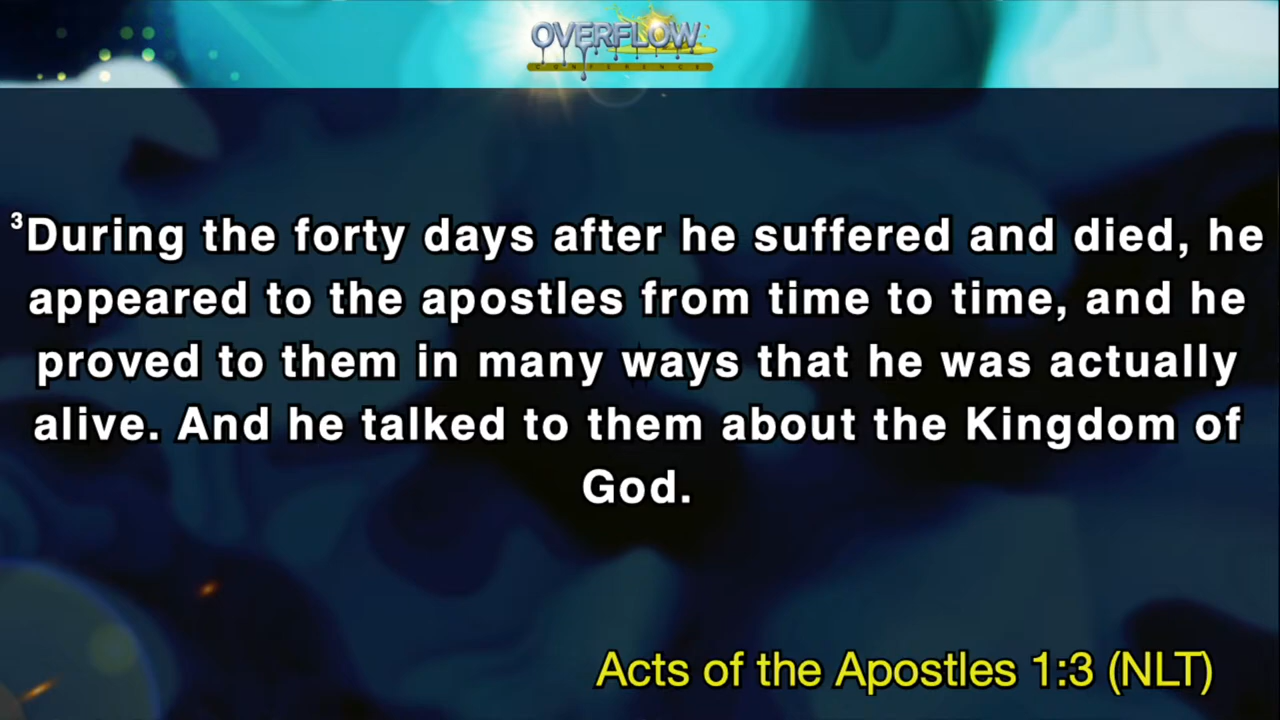 OVERFLOW
CONFERENCE
³During the forty days after he suffered and died, he
appeared to the apostles from time to time, and he
proved to them in many ways that he was actually
alive. And he talked to them about the Kingdom of
God.
Acts of the Apostles 1:3 (NLT)